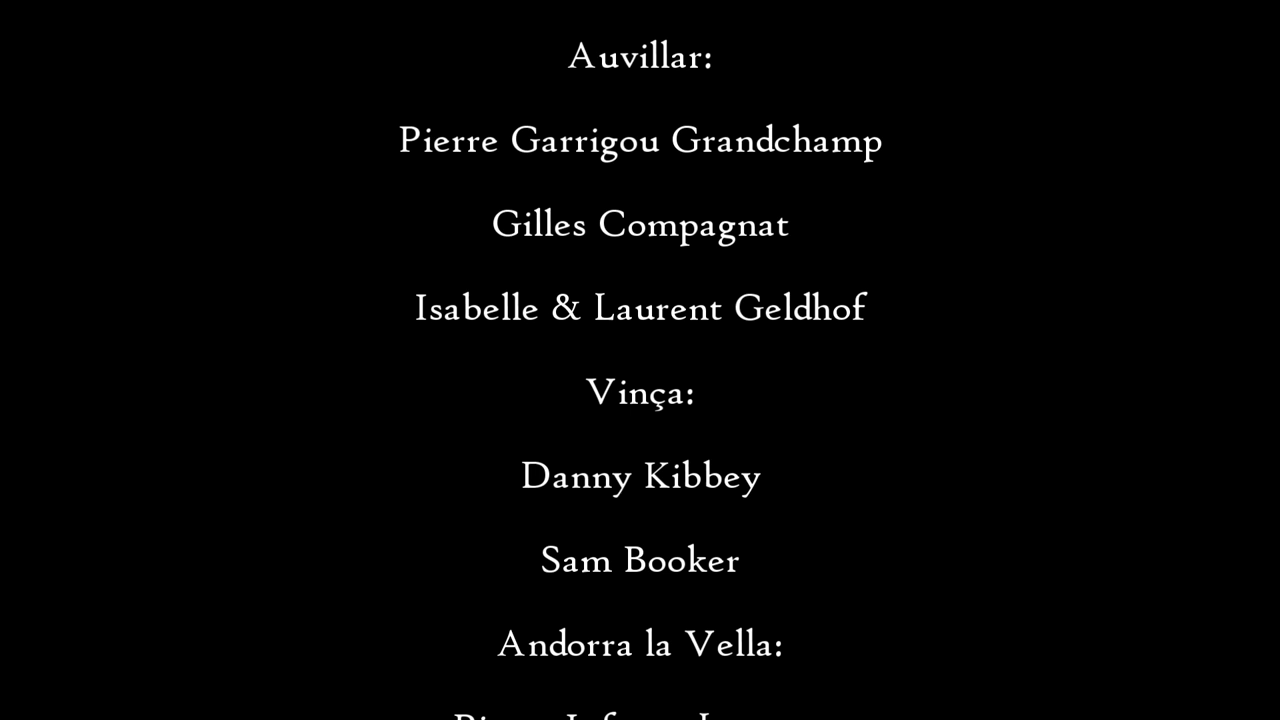 Auvillar:
Pierre Garrigou Grandchamp
Gilles Compagnat
Isabelle & Laurent Geldhof
Vinça:
Danny Kibbey
Sam Booker
Andorra la Vella: